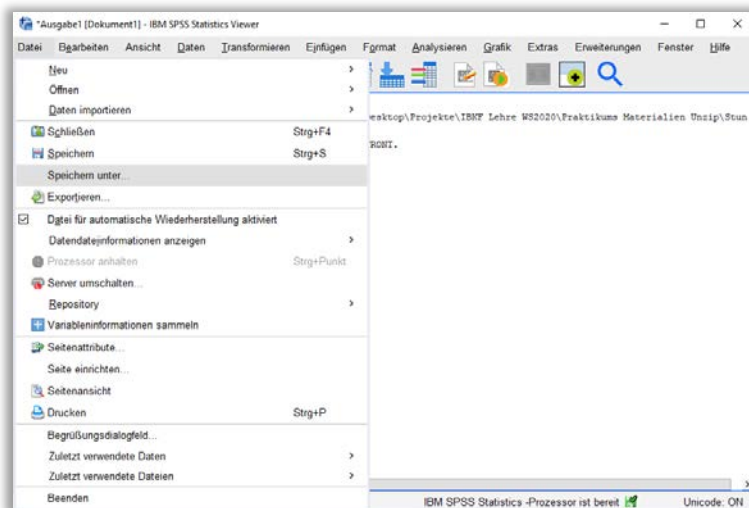 *Ausgabe1 [Dokument1] - IBM SPSS Statistics Viewer
Datei Bearbeiten Ansicht Daten Transformieren Einfügen Format Analysieren Grafik Extras Erweiterungen Fenster Hilfe
Neu
Öffnen
Daten importieren
esktop\Projekte\IBNF Lehre WS2020\Praktikums Materialien Unzip\Stun
Schließen Strg+F4
Speichern Strg+S
RONT.
Speichern unter...
Exportieren...
Datei für automatische Wiederherstellung aktiviert
Datendateinformationen anzeigen
Prozessor anhalten Strg+Punkt
Server umschalten...
Repository
Variableninformationen sammeln
Seitenattribute...
Seite einrichten...
Seitenansicht
Drucken Strg+P
Begrüßungsdialogfeld...
Zuletzt verwendete Daten
Zuletzt verwendete Dateien
Beenden
IBM SPSS Statistics -Prozessor ist bereit Unicode: ON